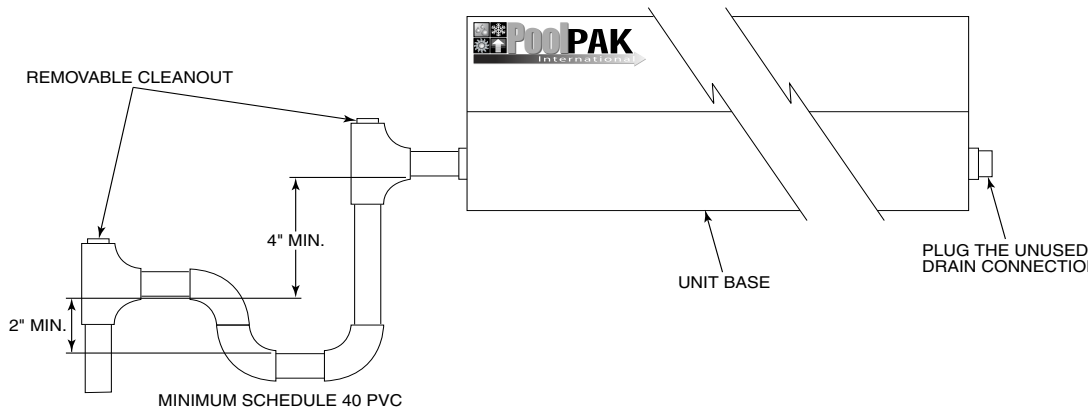 PoolPAK
International
REMOVABLE CLEANOUT
4" MIN.
2" MIN.
PLUG THE UNUSED
DRAIN CONNECTION
UNIT BASE
MINIMUM SCHEDULE 40 PVC